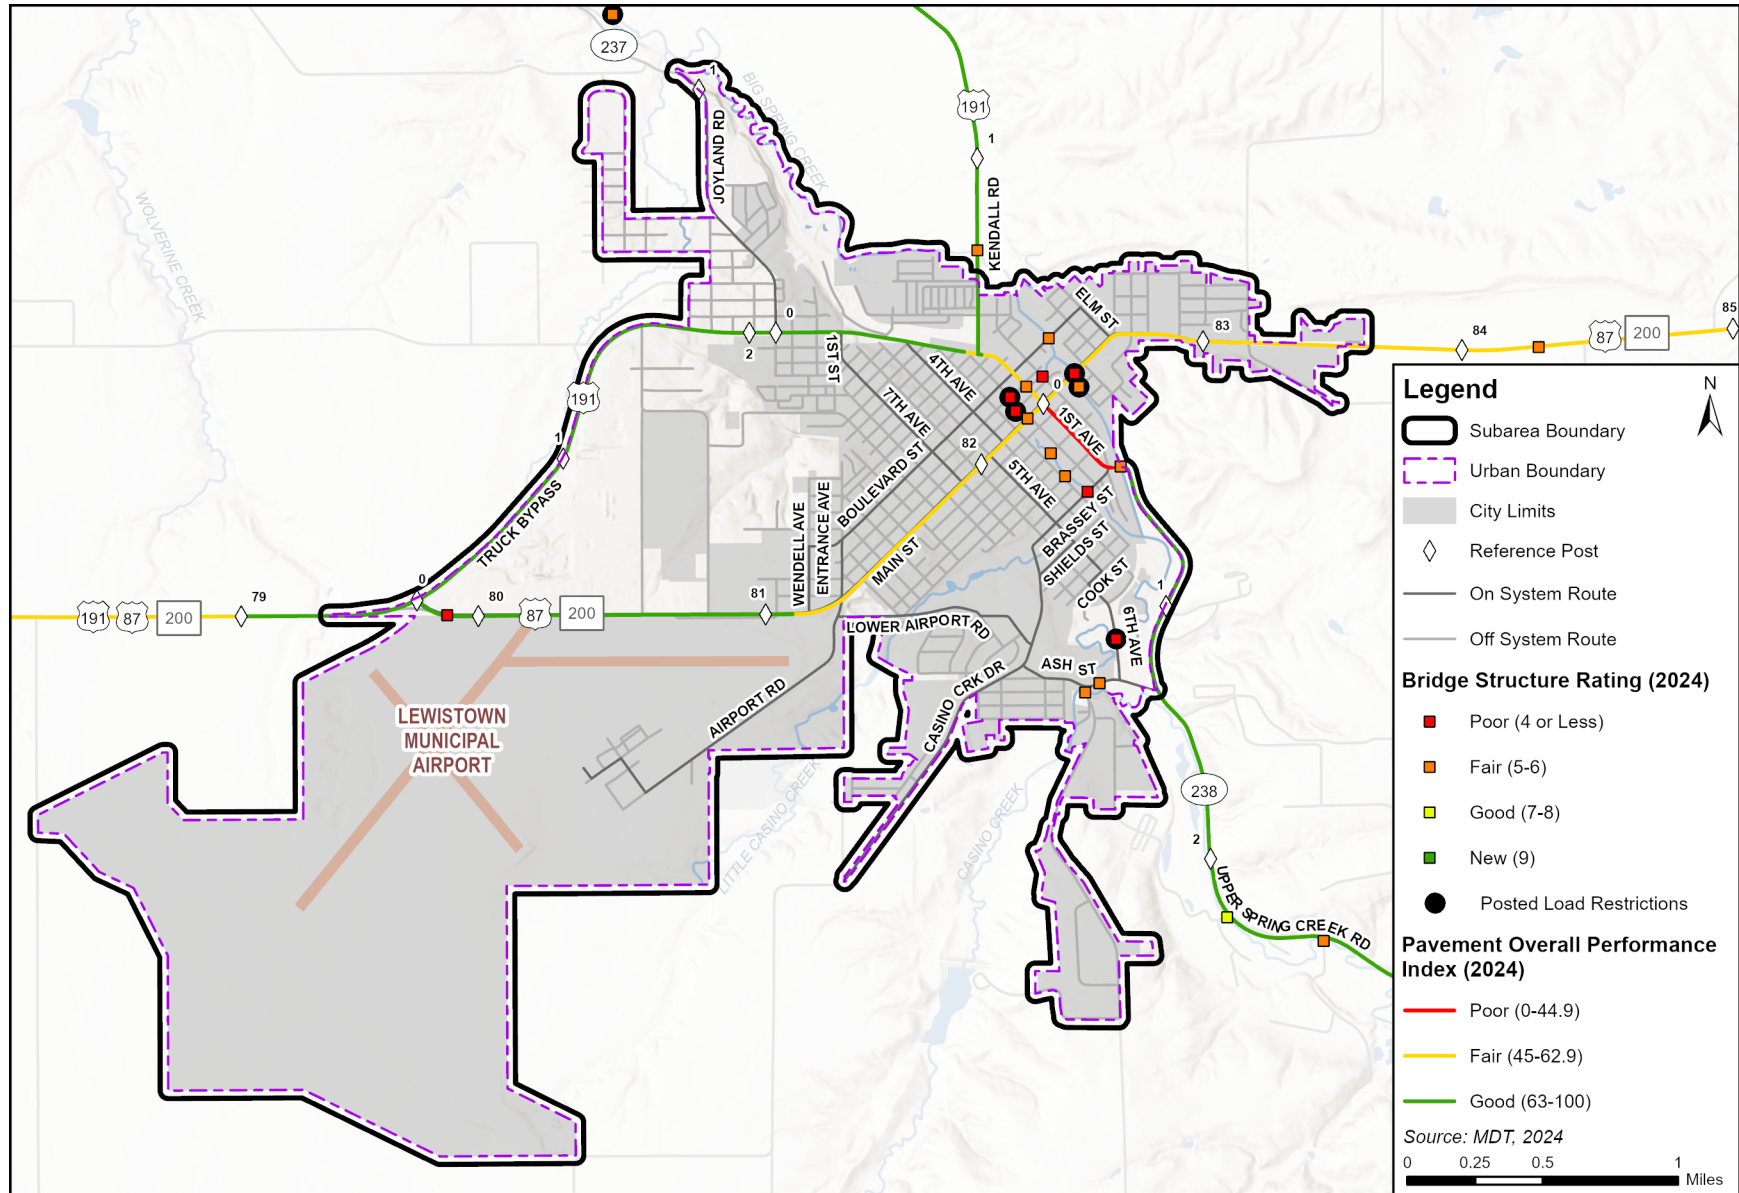 237
1
BIG SPRING CREEK
191
1
JOYLAND RD
KENDALL RD
WOLVERINE CREEK
ELM ST
0
2
83
84
87
200
85
1ST ST
4TH AVE
7TH AVE
0
1ST AVE
191
1
82
5TH AVE
BOULEVARD ST
BRASSEY ST
SHIELDS ST
COOK ST
6TH AVE
1
TRUCK BYPASS
WENDELL AVE
ENTRANCE AVE
MAIN ST
0
191
87
200
79
80
87
200
81
LOWER AIRPORT RD
ASH ST
CASINO CRK DR
AIRPORT RD
LEWISTOWN
MUNICIPAL
AIRPORT
LITTLE CASINO CREEK
CASINO CREEK
238
2
UPPER SPRING CREEK RD
Legend
N
Subarea Boundary
Urban Boundary
City Limits
Reference Post
On System Route
Off System Route
Bridge Structure Rating (2024)
Poor (4 or Less)
Fair (5-6)
Good (7-8)
New (9)
Posted Load Restrictions
Pavement Overall Performance
Index (2024)
Poor (0-44.9)
Fair (45-62.9)
Good (63-100)
Source: MDT, 2024
0 0.25 0.5 1
Miles